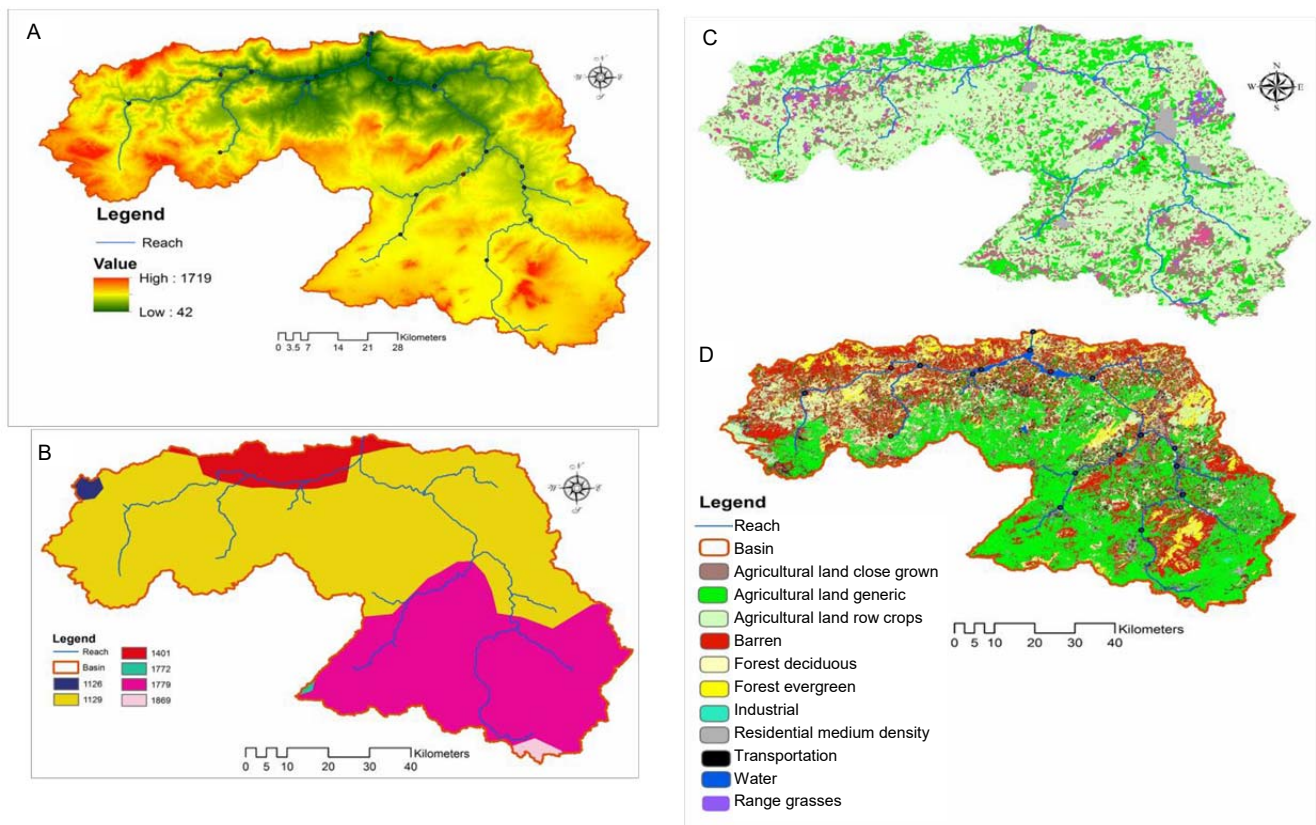 A
N
W
E
S
Legend
Reach
Value
High : 1719
Low : 42
0 3.5 7 14 21 28 Kilometers
B
N
W
E
S
Legend
Reach
Basin
1126
1129
1401
1772
1779
1869
0 5 10 20 30 40 Kilometers
C
N
W
E
S
D
Legend
Reach
Basin
Agricultural land close grown
Agricultural land generic
Agricultural land row crops
Barren
Forest deciduous
Forest evergreen
Industrial
Residential medium density
Transportation
Water
Range grasses
0 5 10 20 30 40 Kilometers